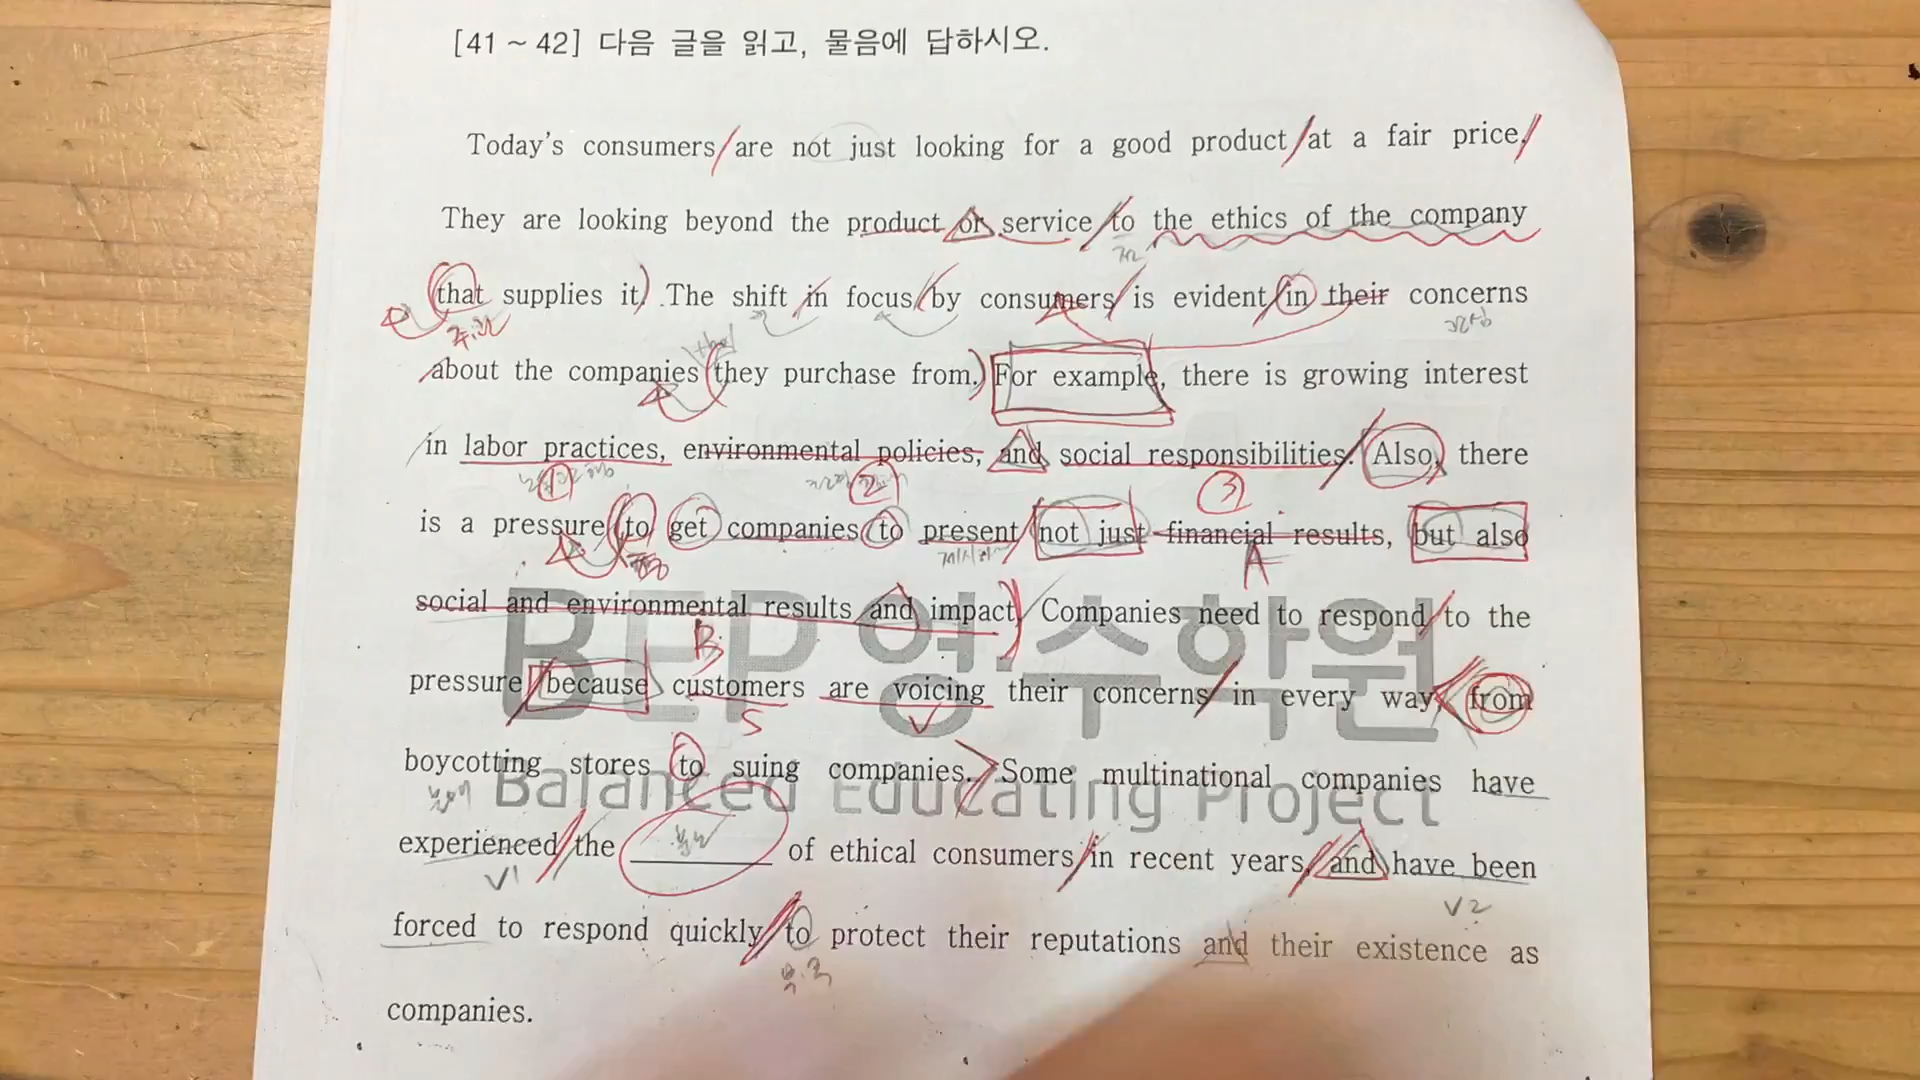 [41 ~ 42] 다음 글을 읽고, 물음에 답하시오.
Today's consumers are not just looking for a good product at a fair price.
They are looking beyond the product or service to the ethics of the company
that supplies it. The shift in focus by consumers is evident in their concerns
about the companies they purchase from. For example, there is growing interest
in labor practices, environmental policies, and social responsibilities. Also, there
① ② ③
is a pressure to get companies to present not just financial results, but also
A
social and environmental results and impact. Companies need to respond to the
B
pressure because customers are voicing their concerns in every way, from
S V
boycotting stores to suing companies. Some multinational companies have
experienced the __________ of ethical consumers in recent years, and have been
V1 V2
forced to respond quickly to protect their reputations and their existence as
companies.
BEP 영·수학원
Balanced Educating Project